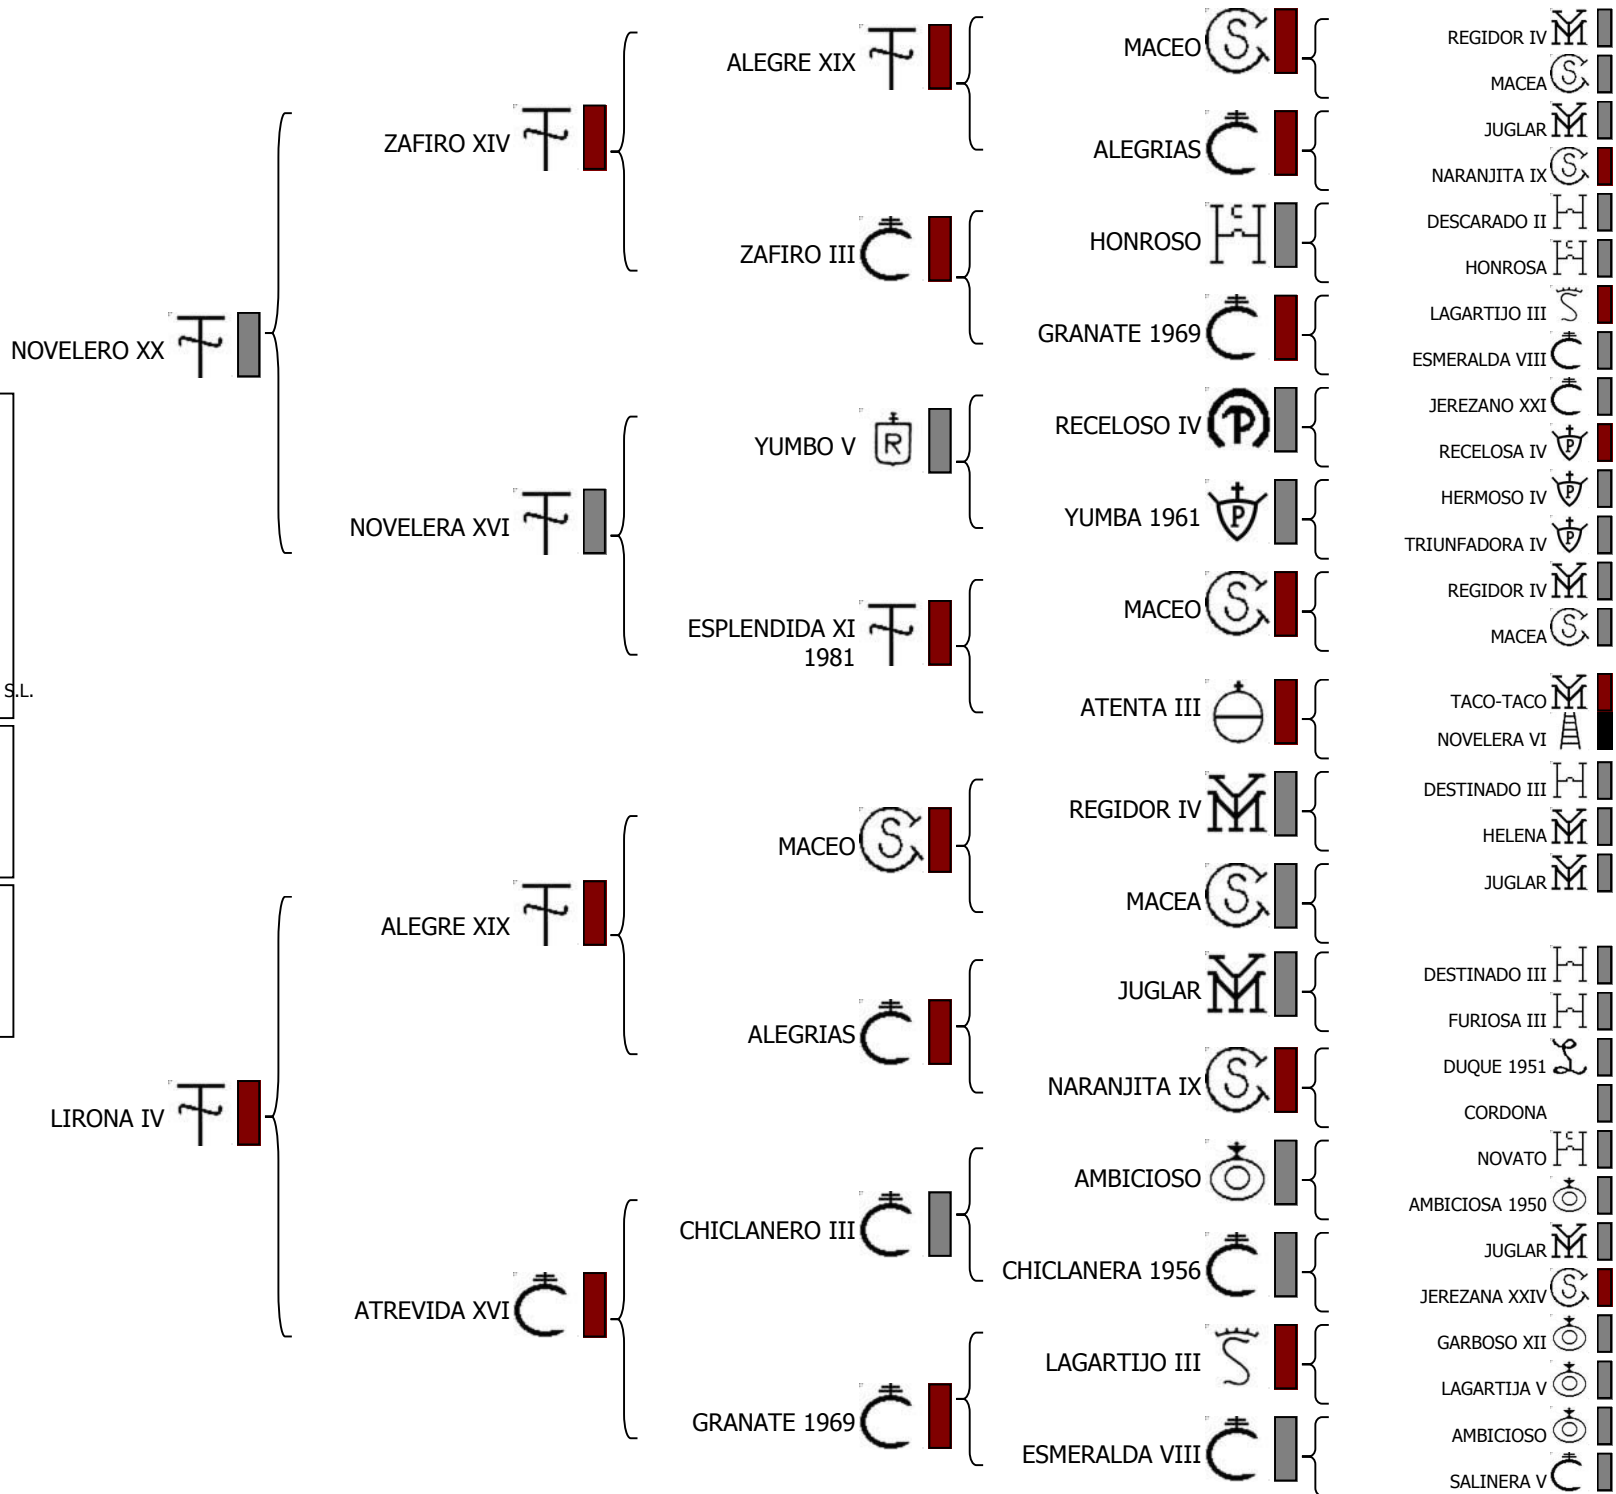 NOVELERO XX
S.L.
LIRONA IV
ZAFIRO XIV
NOVELERA XVI
ALEGRE XIX
ATREVIDA XVI
ALEGRE XIX
ZAFIRO III
YUMBO V
ESPLENDIDA XI
1981
MACEO
ALEGRIAS
CHICLANERO III
GRANATE 1969
MACEO
ALEGRIAS
HONROSO
GRANATE 1969
RECELOSO IV
YUMBA 1961
MACEO
ATENTA III
REGIDOR IV
MACEA
JUGLAR
NARANJITA IX
AMBICIOSO
CHICLANERA 1956
LAGARTIJO III
ESMERALDA VIII
REGIDOR IV
MACEA
JUGLAR
NARANJITA IX
DESCARADO II
HONROSA
LAGARTIJO III
ESMERALDA VIII
JEREZANO XXI
RECELOSA IV
HERMOSO IV
TRIUNFADORA IV
REGIDOR IV
MACEA
TACO-TACO
NOVELERA VI
DESTINADO III
HELENA
JUGLAR
DESTINADO III
FURIOSA III
DUQUE 1951
CORDONA
NOVATO
AMBICIOSA 1950
JUGLAR
JEREZANA XXIV
GARBOSO XII
LAGARTIJA V
AMBICIOSO
SALINERA V